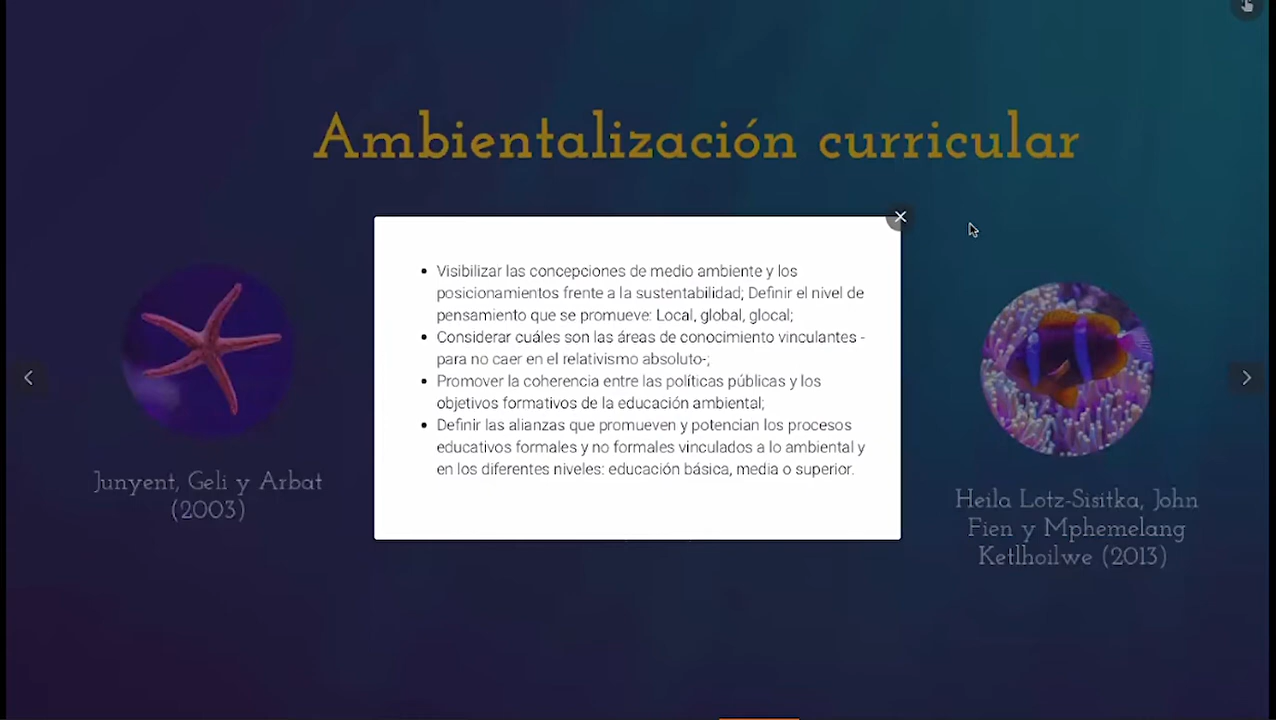 Ambientalización curricular
• Visibilizar las concepciones de medio ambiente y los
posicionamientos frente a la sustentabilidad; Definir el nivel de
pensamiento que se promueve: Local, global, glocal;
• Considerar cuáles son las áreas de conocimiento vinculantes -
para no caer en el relativismo absoluto-;
• Promover la coherencia entre las políticas públicas y los
objetivos formativos de la educación ambiental;
• Definir las alianzas que promueven y potencian los procesos
educativos formales y no formales vinculados a lo ambiental y
en los diferentes niveles: educación básica, media o superior.
Junyent, Geli y Arbat
(2003)
Heila Lotz-Sisitka, John
Fien y Mphemelang
Ketlhoilwe (2013)